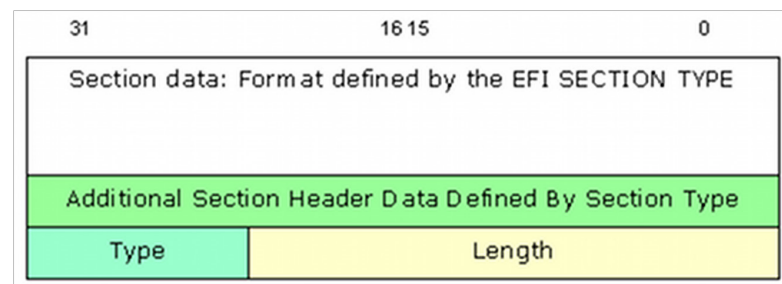 31 16 15 0
Section data: Format defined by the EFI SECTION TYPE
Additional Section Header Data Defined By Section Type
Type Length